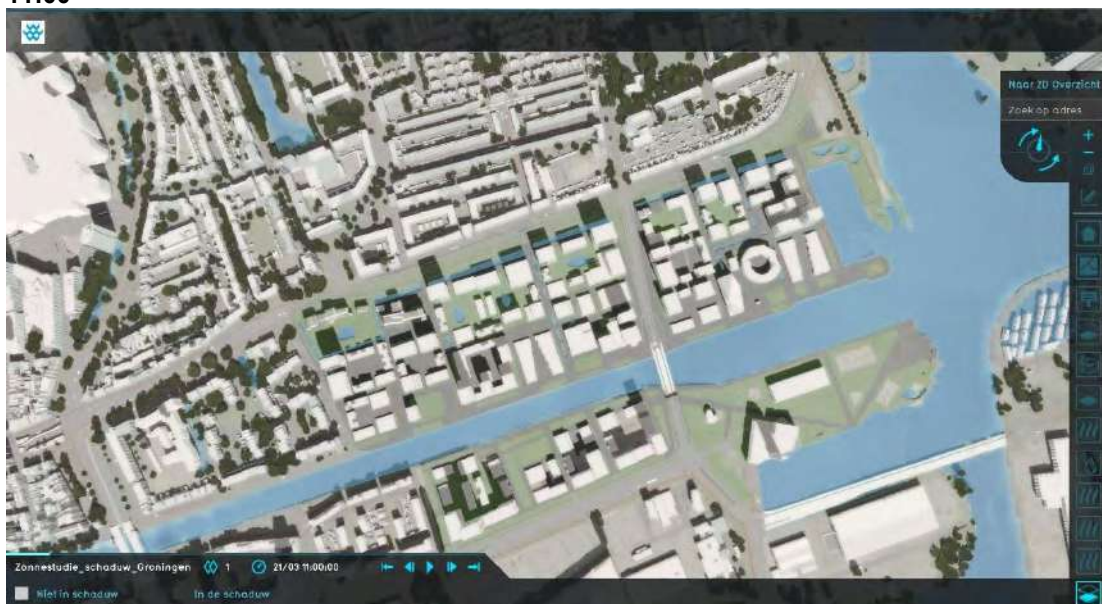 Naar 2D Overzicht
Zoek op adres
Zonnestudie_schaduw_Groningen 1 21/03 11:00:00
Niet in schaduw In de schaduw